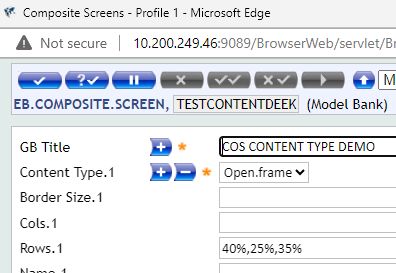 Composite Screens - Profile 1 - Microsoft Edge
Not secure 10.200.249.46:9089/BrowserWeb/servlet/Br
EB.COMPOSITE.SCREEN, TESTCONTENTDEEK (Model Bank)
GB Title * COS CONTENT TYPE DEMO
Content Type.1 * Open.frame
Border Size.1
Cols.1
Rows.1 40%,25%,35%
Name.1